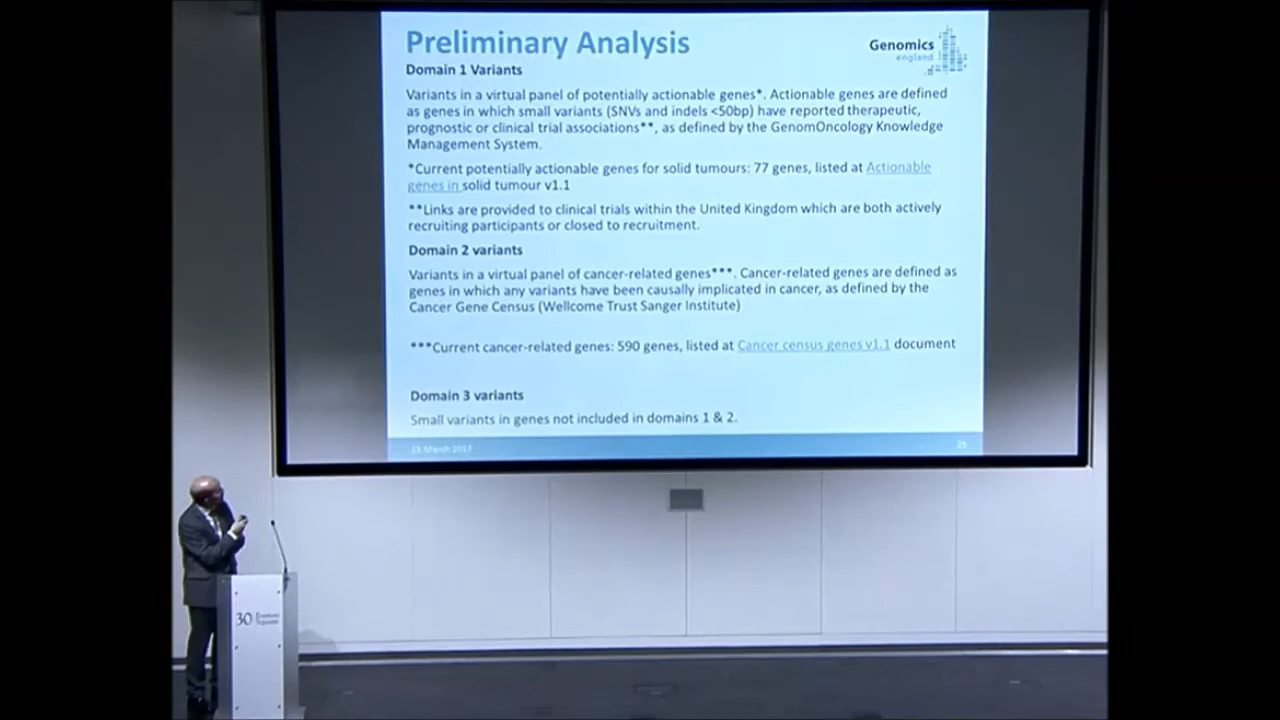 Preliminary Analysis
Genomics
england
Domain 1 Variants
Variants in a virtual panel of potentially actionable genes*. Actionable genes are defined
as genes in which small variants (SNVs and indels <50bp) have reported therapeutic,
prognostic or clinical trial associations**, as defined by the GenomOncology Knowledge
Management System.
*Current potentially actionable genes for solid tumours: 77 genes, listed at Actionable
genes in solid tumour v1.1
**Links are provided to clinical trials within the United Kingdom which are both actively
recruiting participants or closed to recruitment.
Domain 2 variants
Variants in a virtual panel of cancer-related genes***. Cancer-related genes are defined as
genes in which any variants have been causally implicated in cancer, as defined by the
Cancer Gene Census (Wellcome Trust Sanger Institute)
***Current cancer-related genes: 590 genes, listed at Cancer census genes v1.1 document
Domain 3 variants
Small variants in genes not included in domains 1 & 2.
March 2017
25
30